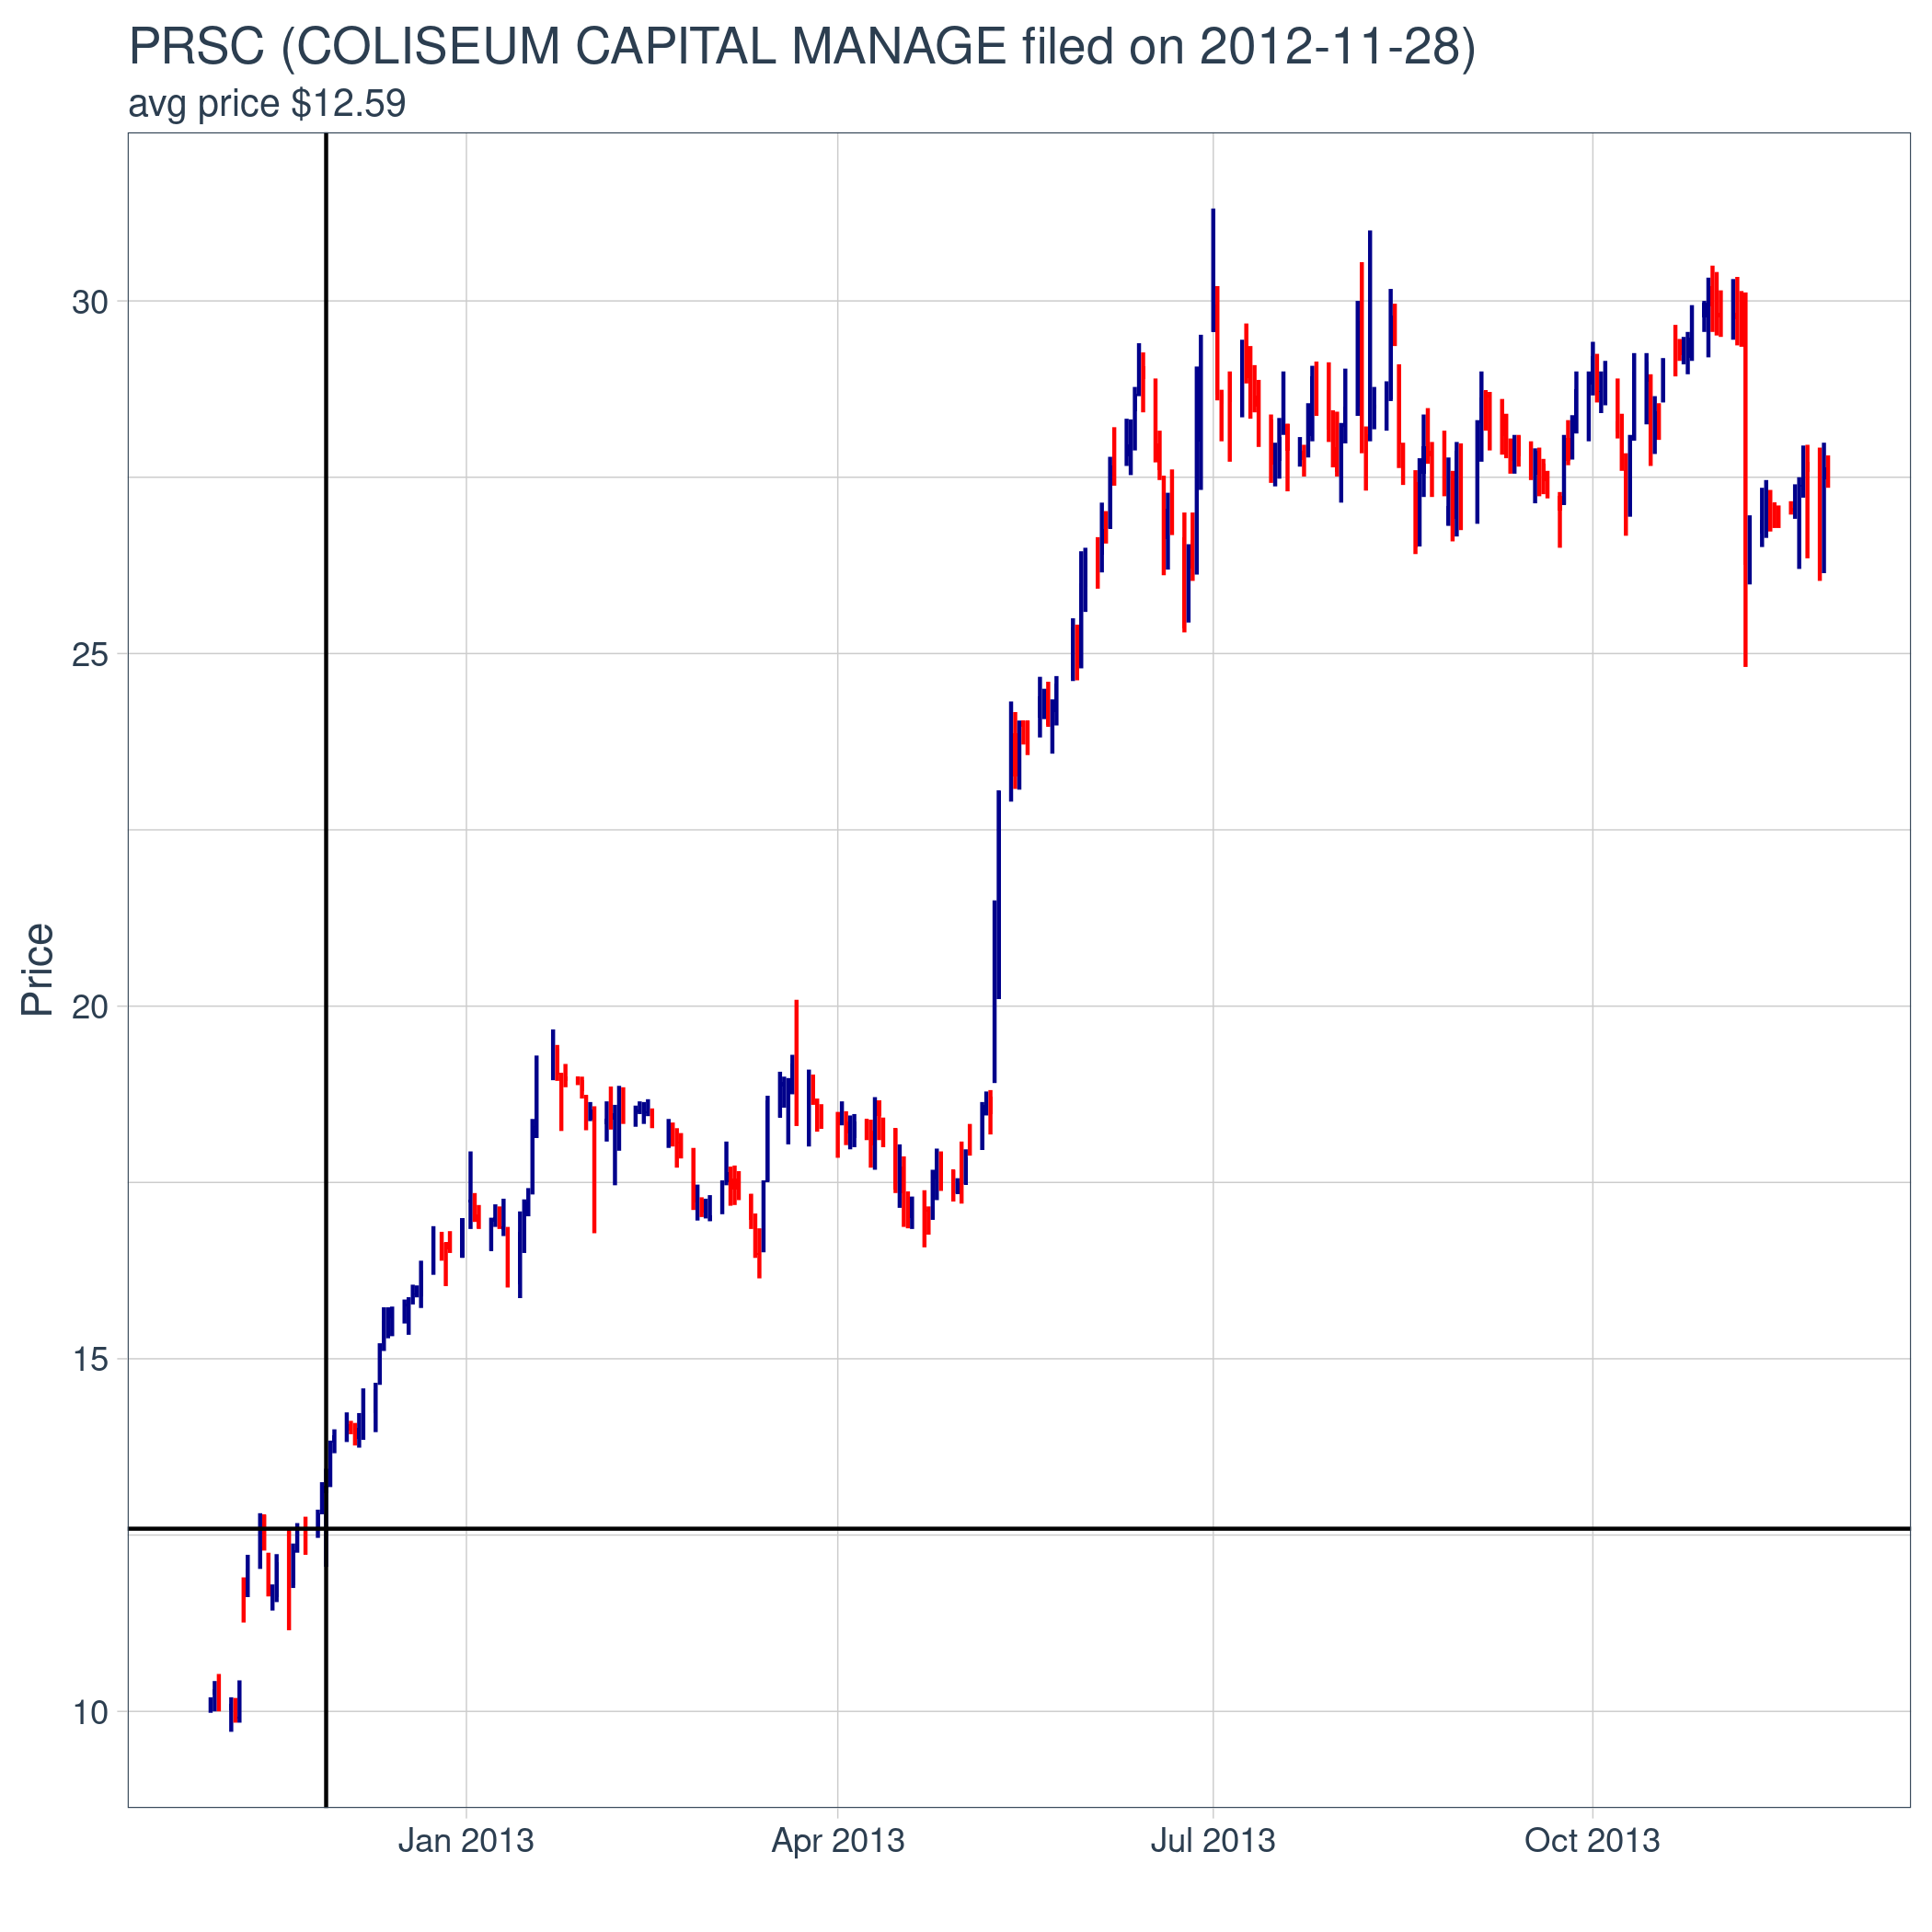 PRSC (COLISEUM CAPITAL MANAGE filed on 2012-11-28)
avg price $12.59
30
25
20
15
10
Price
Jan 2013
Apr 2013
Jul 2013
Oct 2013